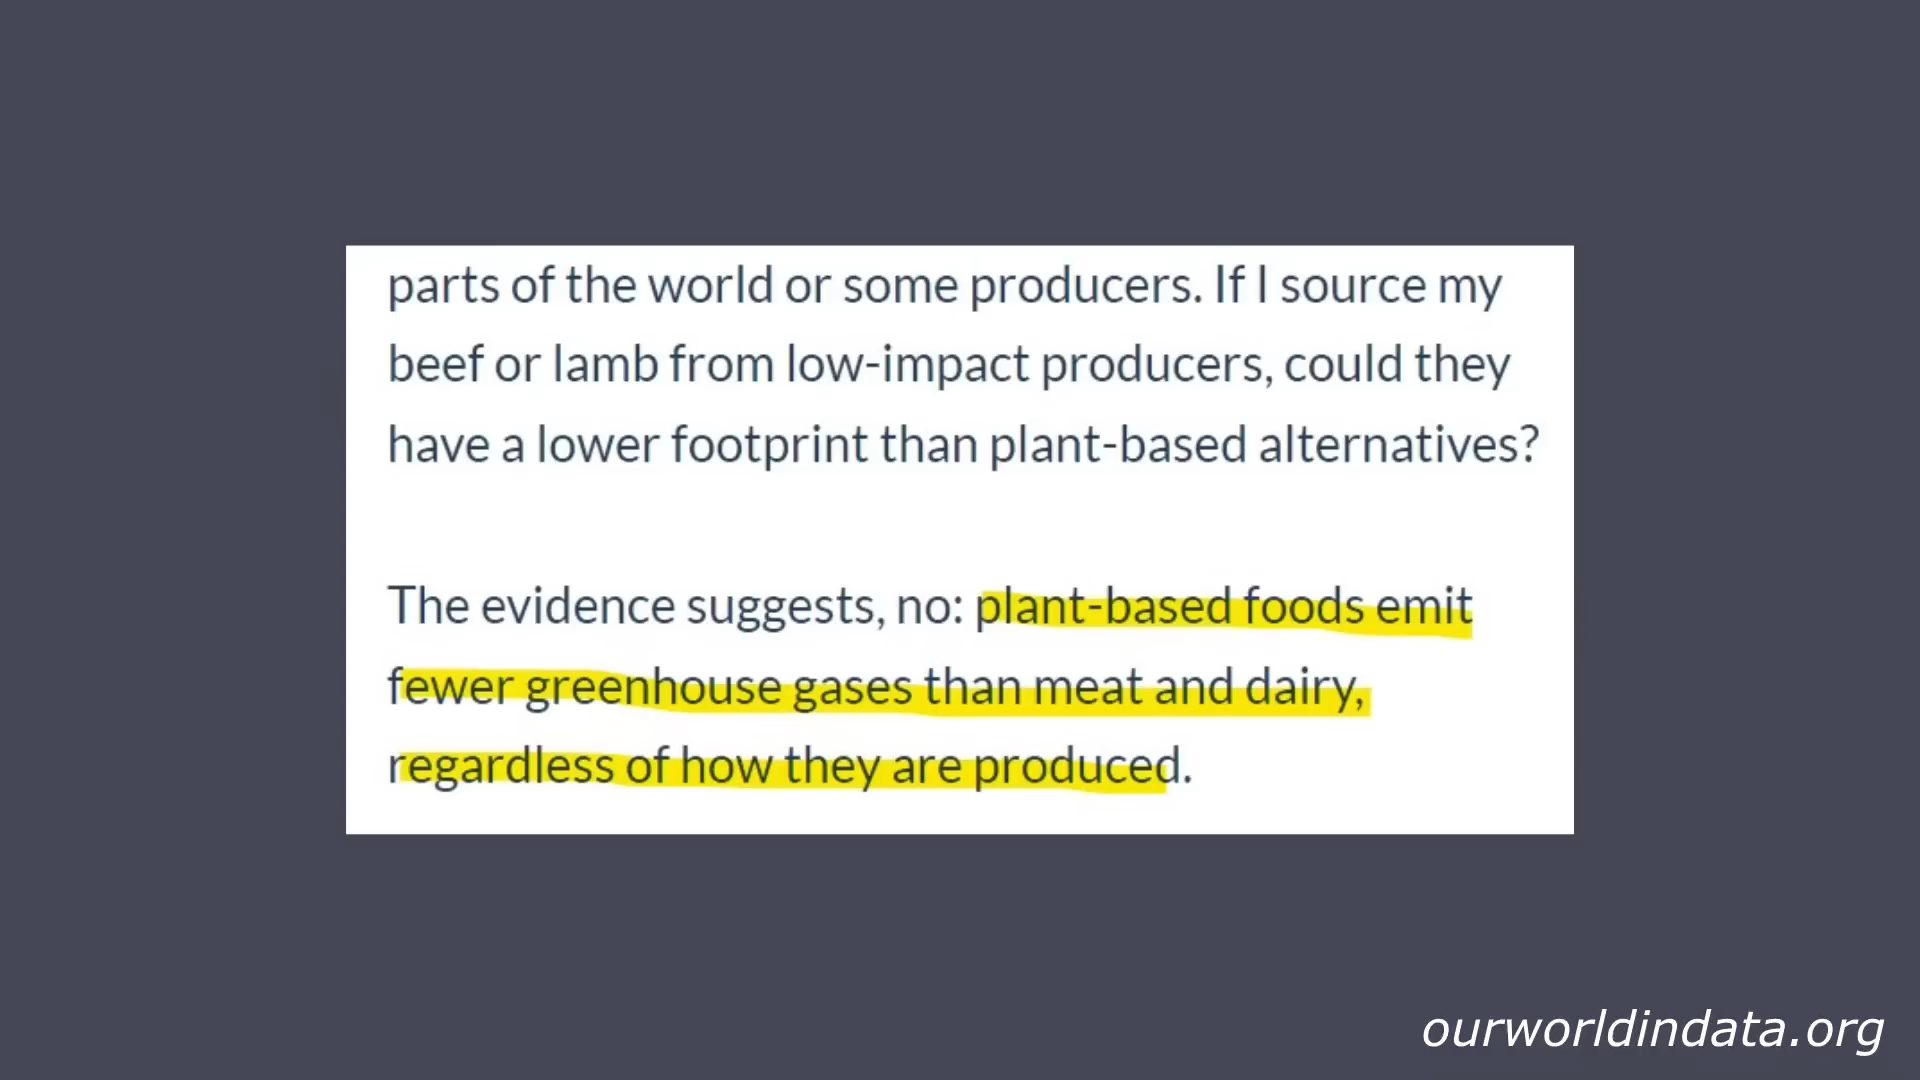 parts of the world or some producers. If I source my
beef or lamb from low-impact producers, could they
have a lower footprint than plant-based alternatives?
The evidence suggests, no: plant-based foods emit
fewer greenhouse gases than meat and dairy,
regardless of how they are produced.
ourworldindata.org